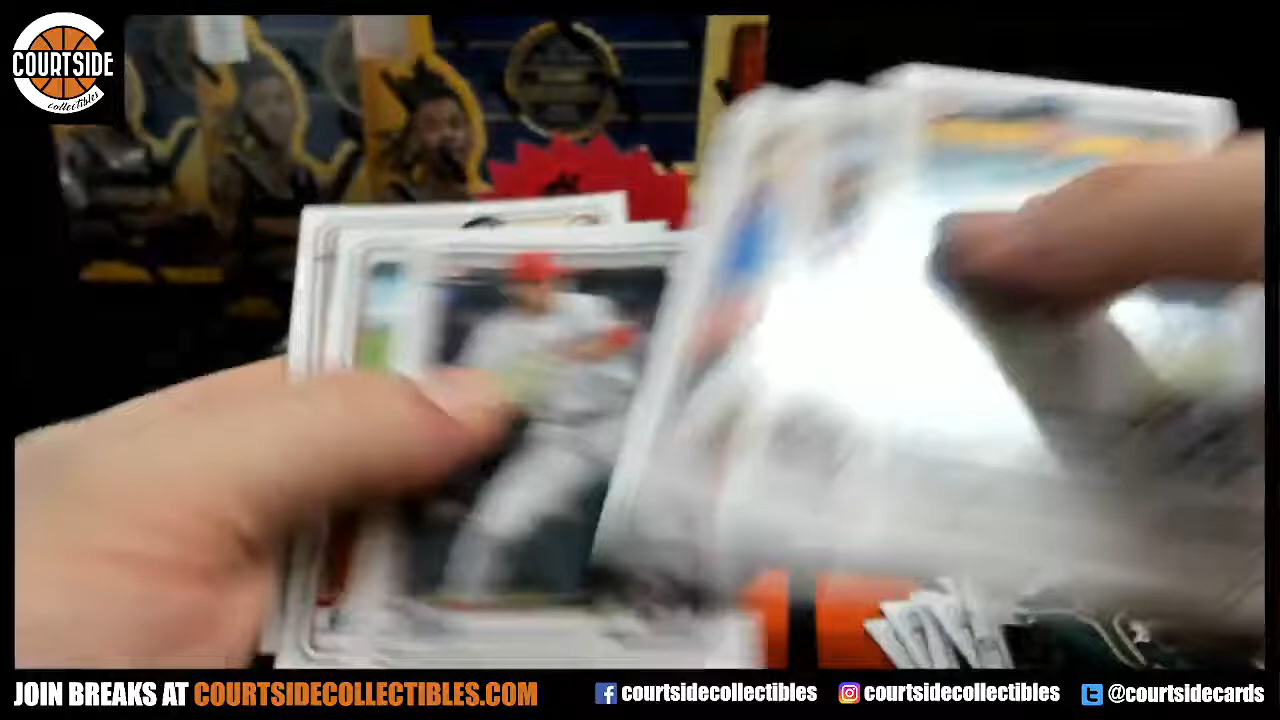 COURTSIDE
collectibles
JOIN BREAKS AT COURTSIDECOLLECTIBLES.COM
courtsidecollectibles
courtsidecollectibles
@courtsidecards